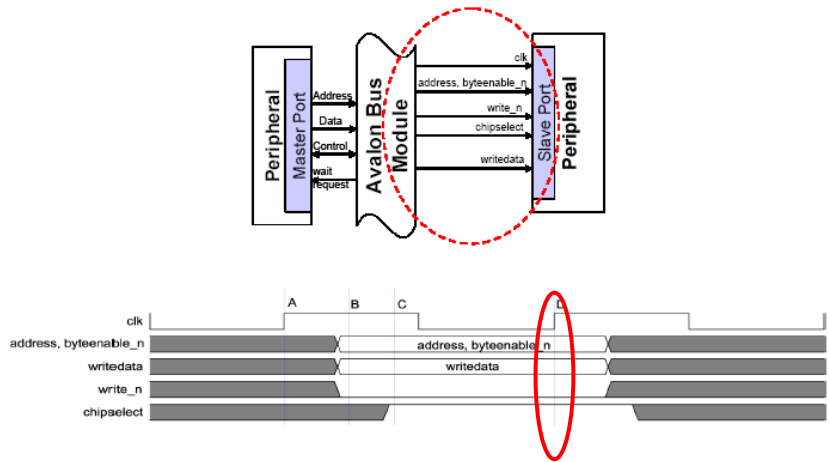 Peripheral
Master Port
Address
Data
Control
wait
request
Avalon Bus
Module
clk
address, byteenable_n
write_n
chipselect
writedata
Slave Port
Peripheral
A B C D
clk
address, byteenable_n address, byteenable_n
writedata writedata
write_n
chipselect